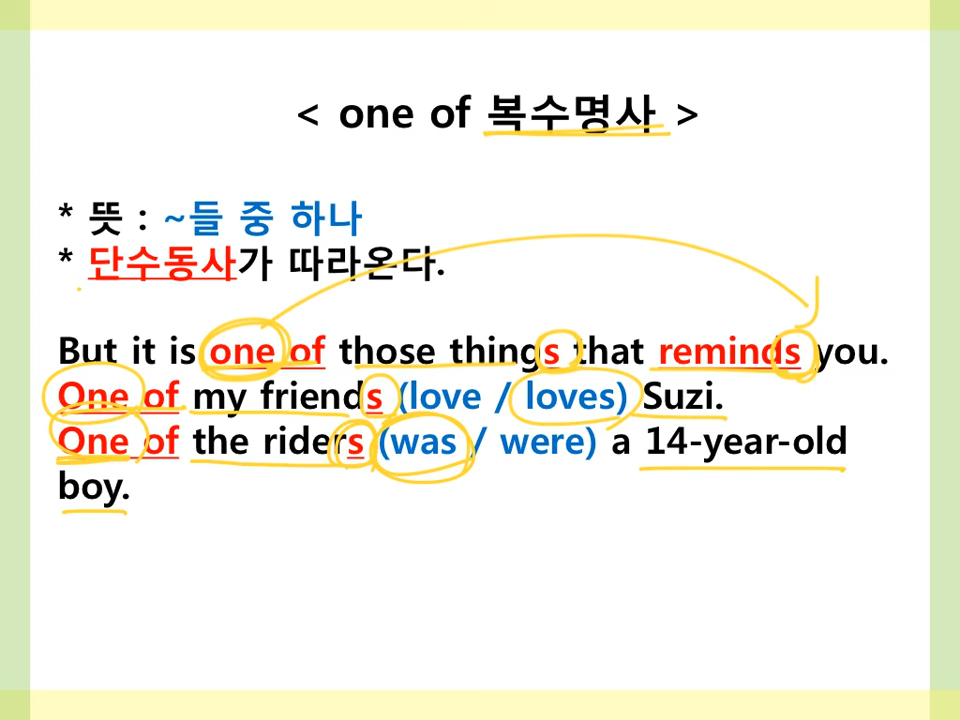 < one of 복수명사 >
* 뜻 : ~들 중 하나
* 단수동사가 따라온다.
But it is one of those things that reminds you.
One of my friends (love / loves) Suzi.
One of the riders (was / were) a 14-year-old
boy.